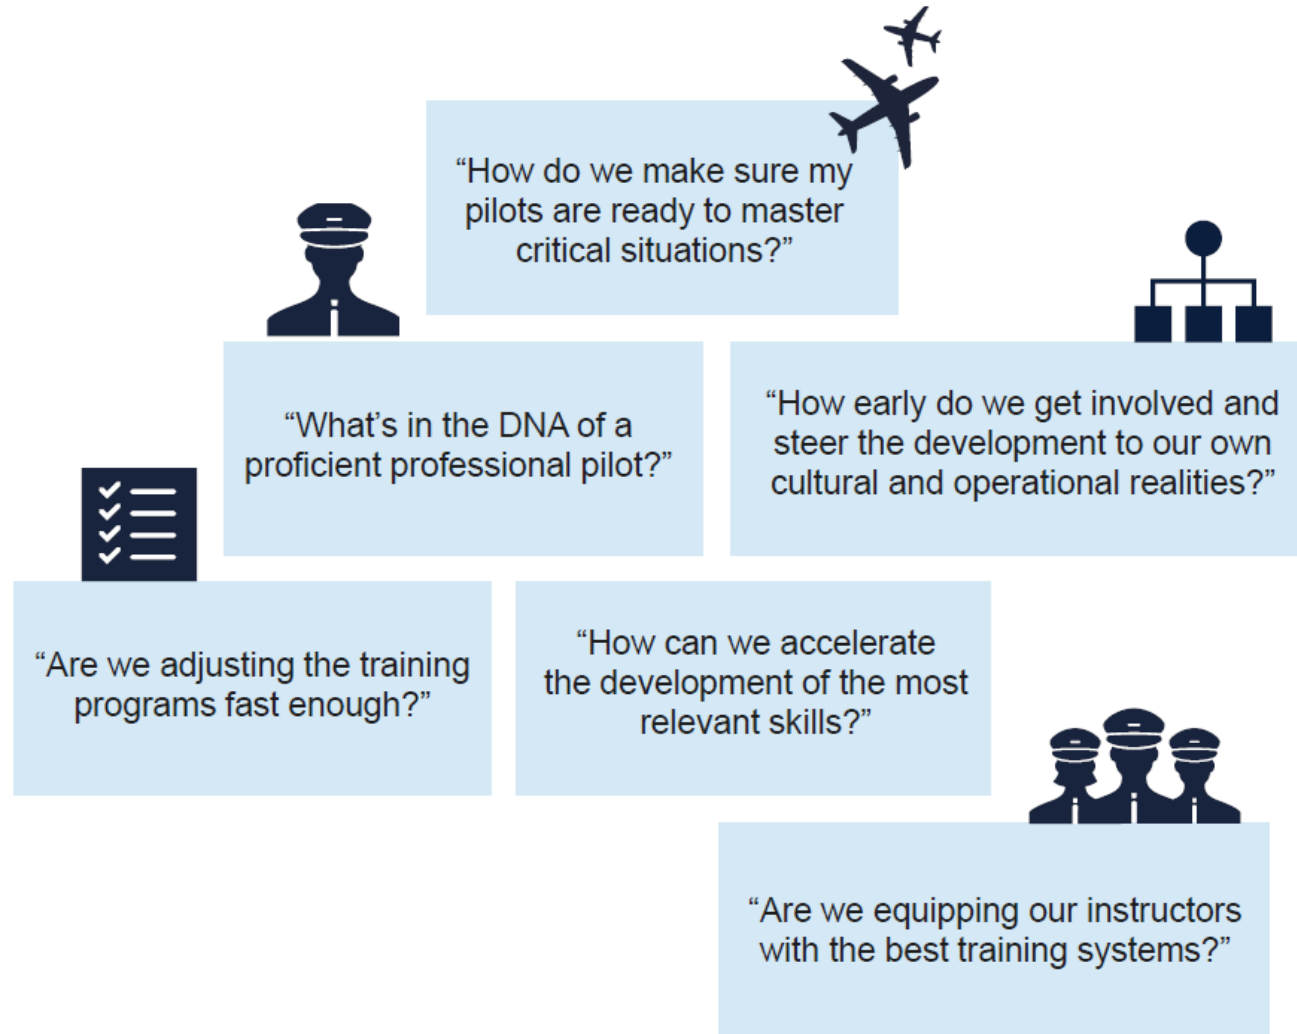 “How do we make sure my
pilots are ready to master
critical situations?”
“What’s in the DNA of a
proficient professional pilot?”
“How early do we get involved and
steer the development to our own
cultural and operational realities?”
“Are we adjusting the training
programs fast enough?”
“How can we accelerate
the development of the most
relevant skills?”
“Are we equipping our instructors
with the best training systems?”